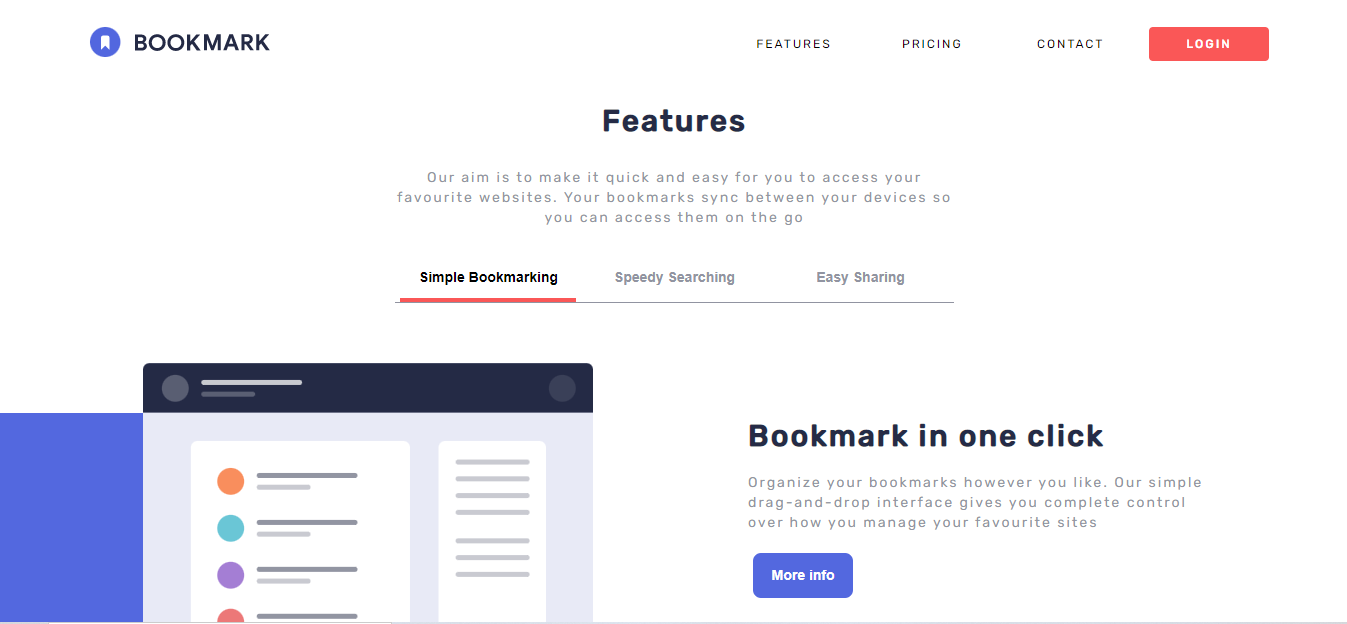 BOOKMARK
FEATURES
PRICING
CONTACT
LOGIN
Features
Our aim is to make it quick and easy for you to access your
favourite websites. Your bookmarks sync between your devices so
you can access them on the go
Simple Bookmarking
Speedy Searching
Easy Sharing
Bookmark in one click
Organize your bookmarks however you like. Our simple
drag-and-drop interface gives you complete control
over how you manage your favourite sites
More info